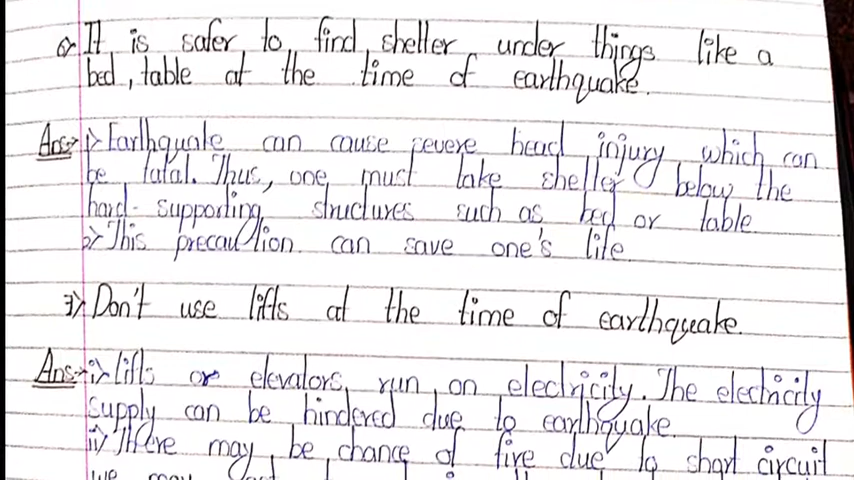 It is safer to find shelter under things like a
bed, table at the time of earthquake.
Ans:- i) Earthquake can cause severe head injury, which can
be fatal. Thus, one must take shelter below the
hard-supporting structures such as bed or table
This precaution can save one's life
3) Don't use lifts at the time of earthquake.
Ans:- i) Lifts or elevators run on electricity. The electricity
supply can be hindered due to earthquake.
ii) There may be chance of fire due to short circuit
we may